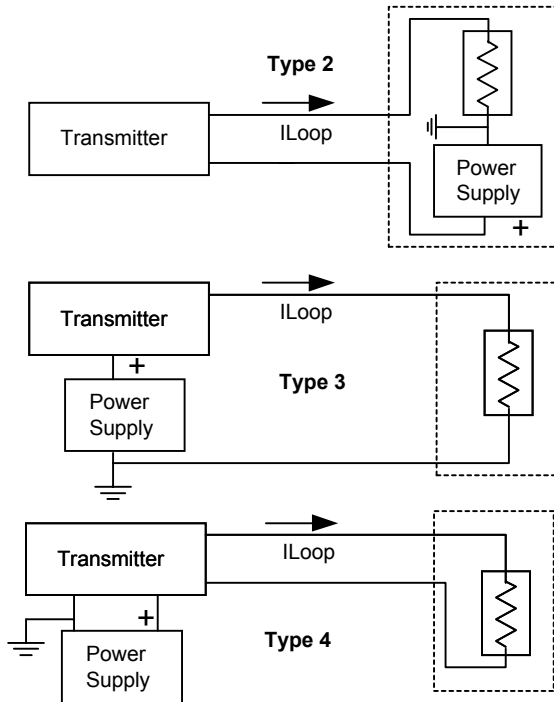 Type 2
Transmitter
ILoop
Power
Supply
+
Transmitter
ILoop
+
Type 3
Power
Supply
Transmitter
ILoop
+
Type 4
Power
Supply